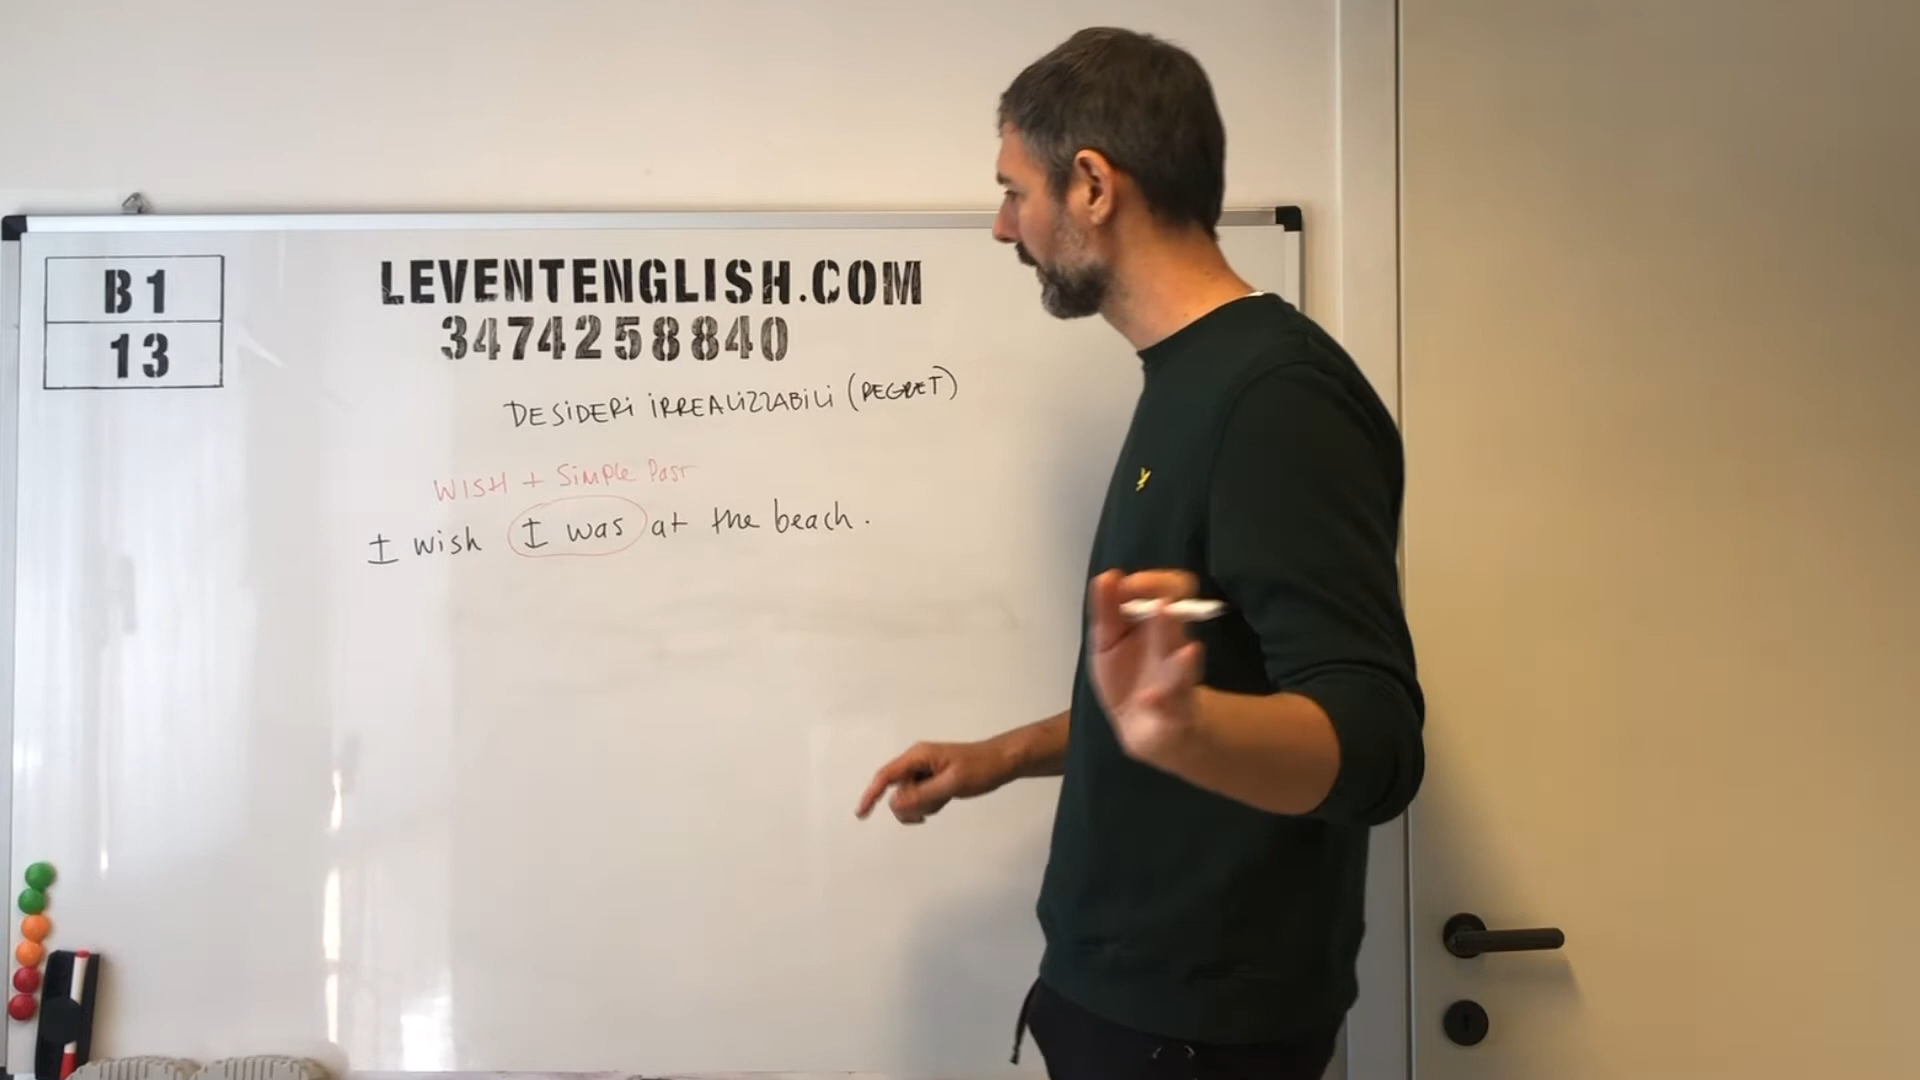 B1
13
LEVENTENGLISH.COM
3474258840
DESIDERI IRREALIZZABILI (REGRET)
WISH + SIMPLE PAST
I wish I was at the beach.